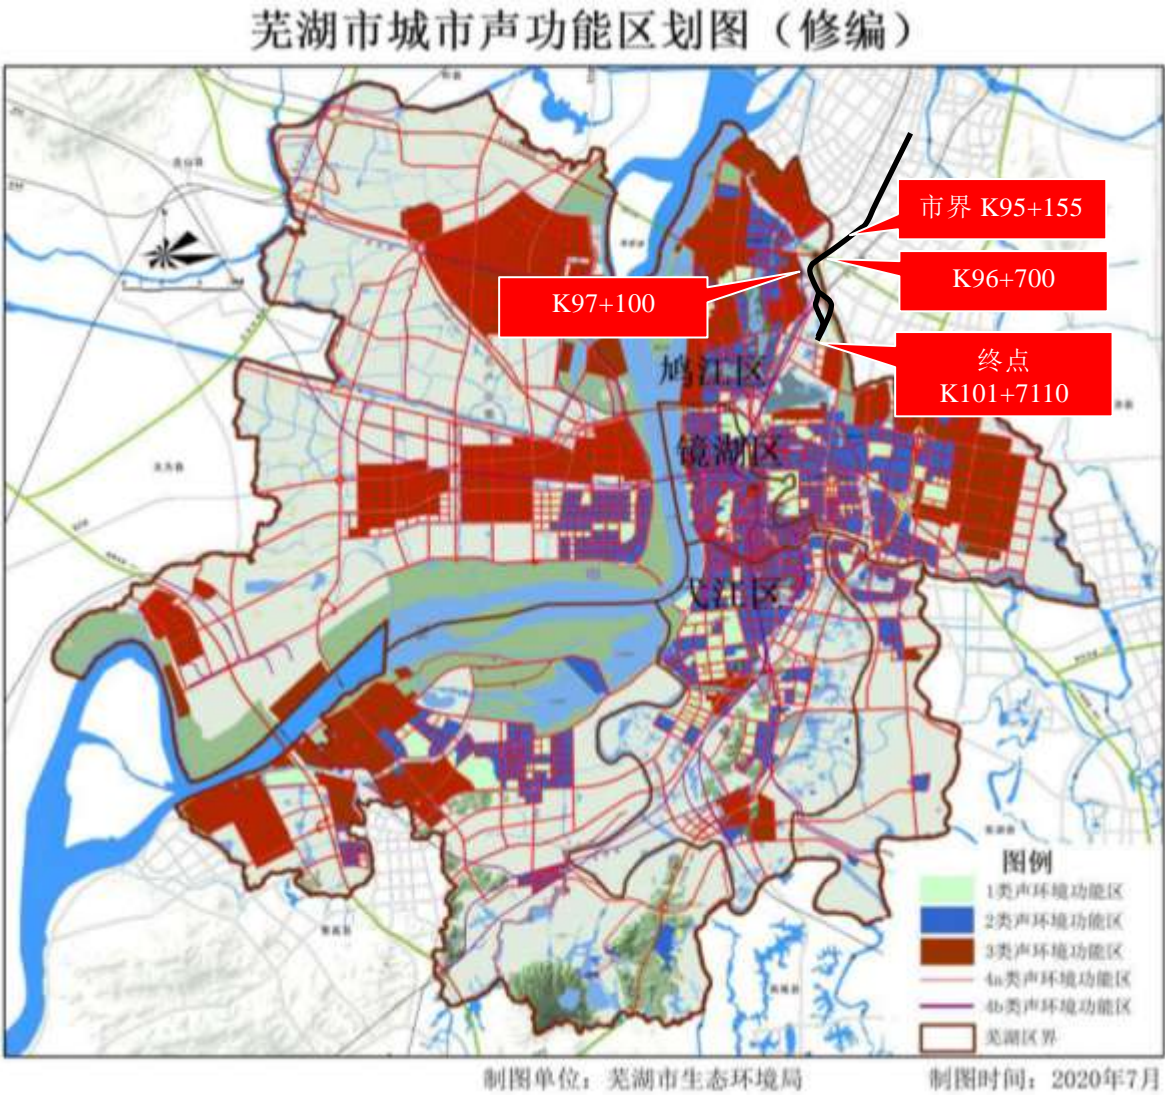 芜湖市城市声功能区划图（修编）
市界 K95+155
K96+700
K97+100
终点
K101+7110
鸠江区
镜湖区
弋江区
图例
1类声环境功能区
2类声环境功能区
3类声环境功能区
4a类声环境功能区
4b类声环境功能区
芜湖区界
制图单位：芜湖市生态环境局
制图时间：2020年7月